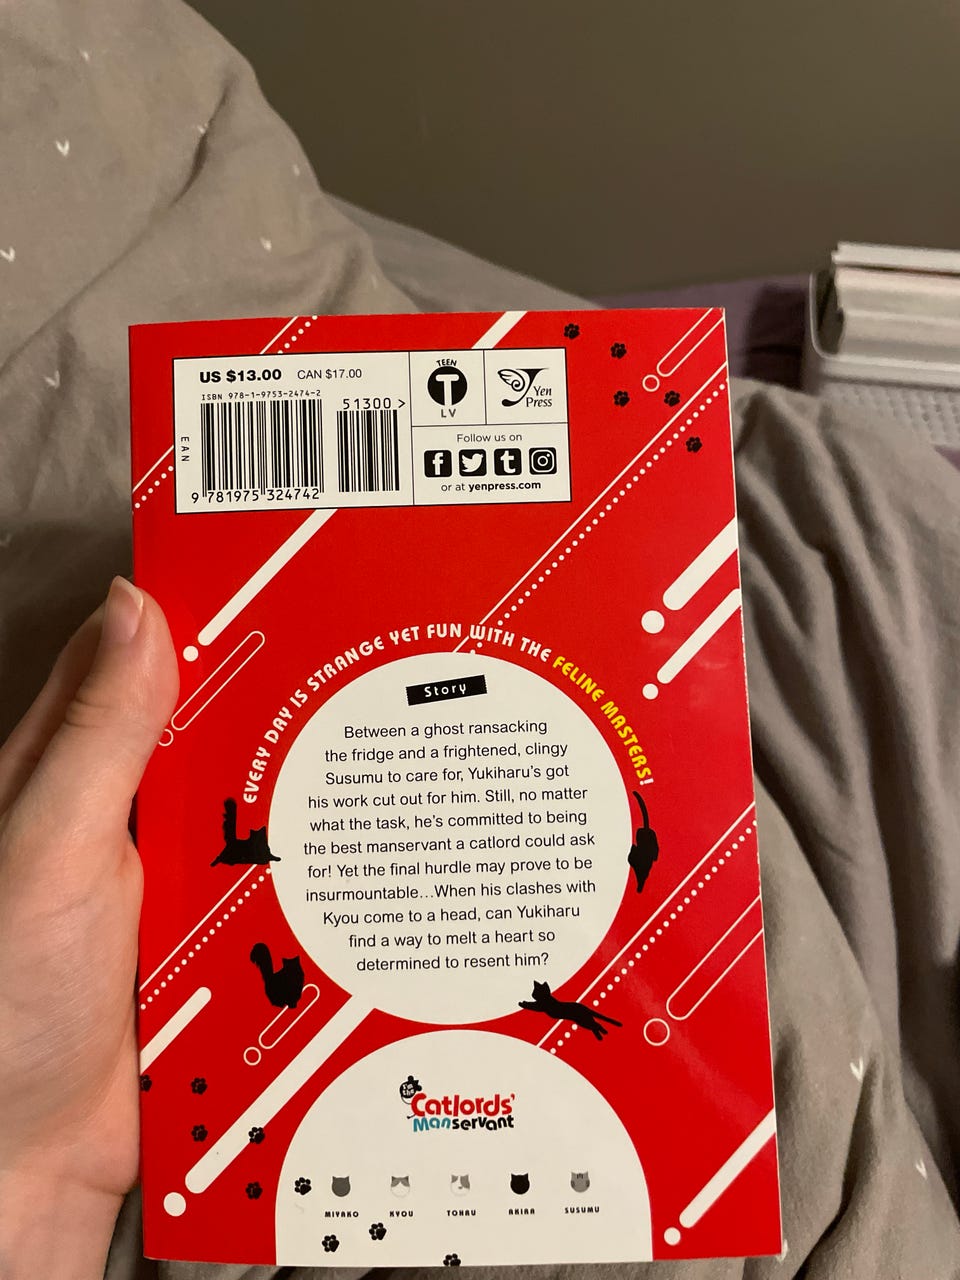 US $13.00 CAN $17.00
ISBN 978-1-9753-2474-2
51300 >
EAN
9 781975 324742
TEEN
T
LV
Yen
Press
Follow us on
f t
or at yenpress.com
EVERY DAY IS STRANGE YET FUN WITH THE FELINE MASTERS!
Story
Between a ghost ransacking
the fridge and a frightened, clingy
Susumu to care for, Yukiharu's got
his work cut out for him. Still, no matter
what the task, he's committed to being
the best manservant a catlord could ask
for! Yet the final hurdle may prove to be
insurmountable...When his clashes with
Kyou come to a head, can Yukiharu
find a way to melt a heart so
determined to resent him?
I'm the
Catlords'
Manservant
MIYAKO KYOU TOHRU AKIRA SUSUMU